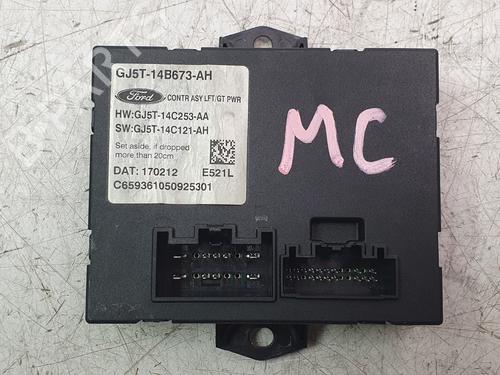 GJ5T-14B673-AH
Ford CONTR ASY LFT/GT PWR
HW:GJ5T-14C253-AA
SW:GJ5T-14C121-AH
Set aside, if dropped
more than 20cm
DAT: 170212 E521L
C659361050925301
MC